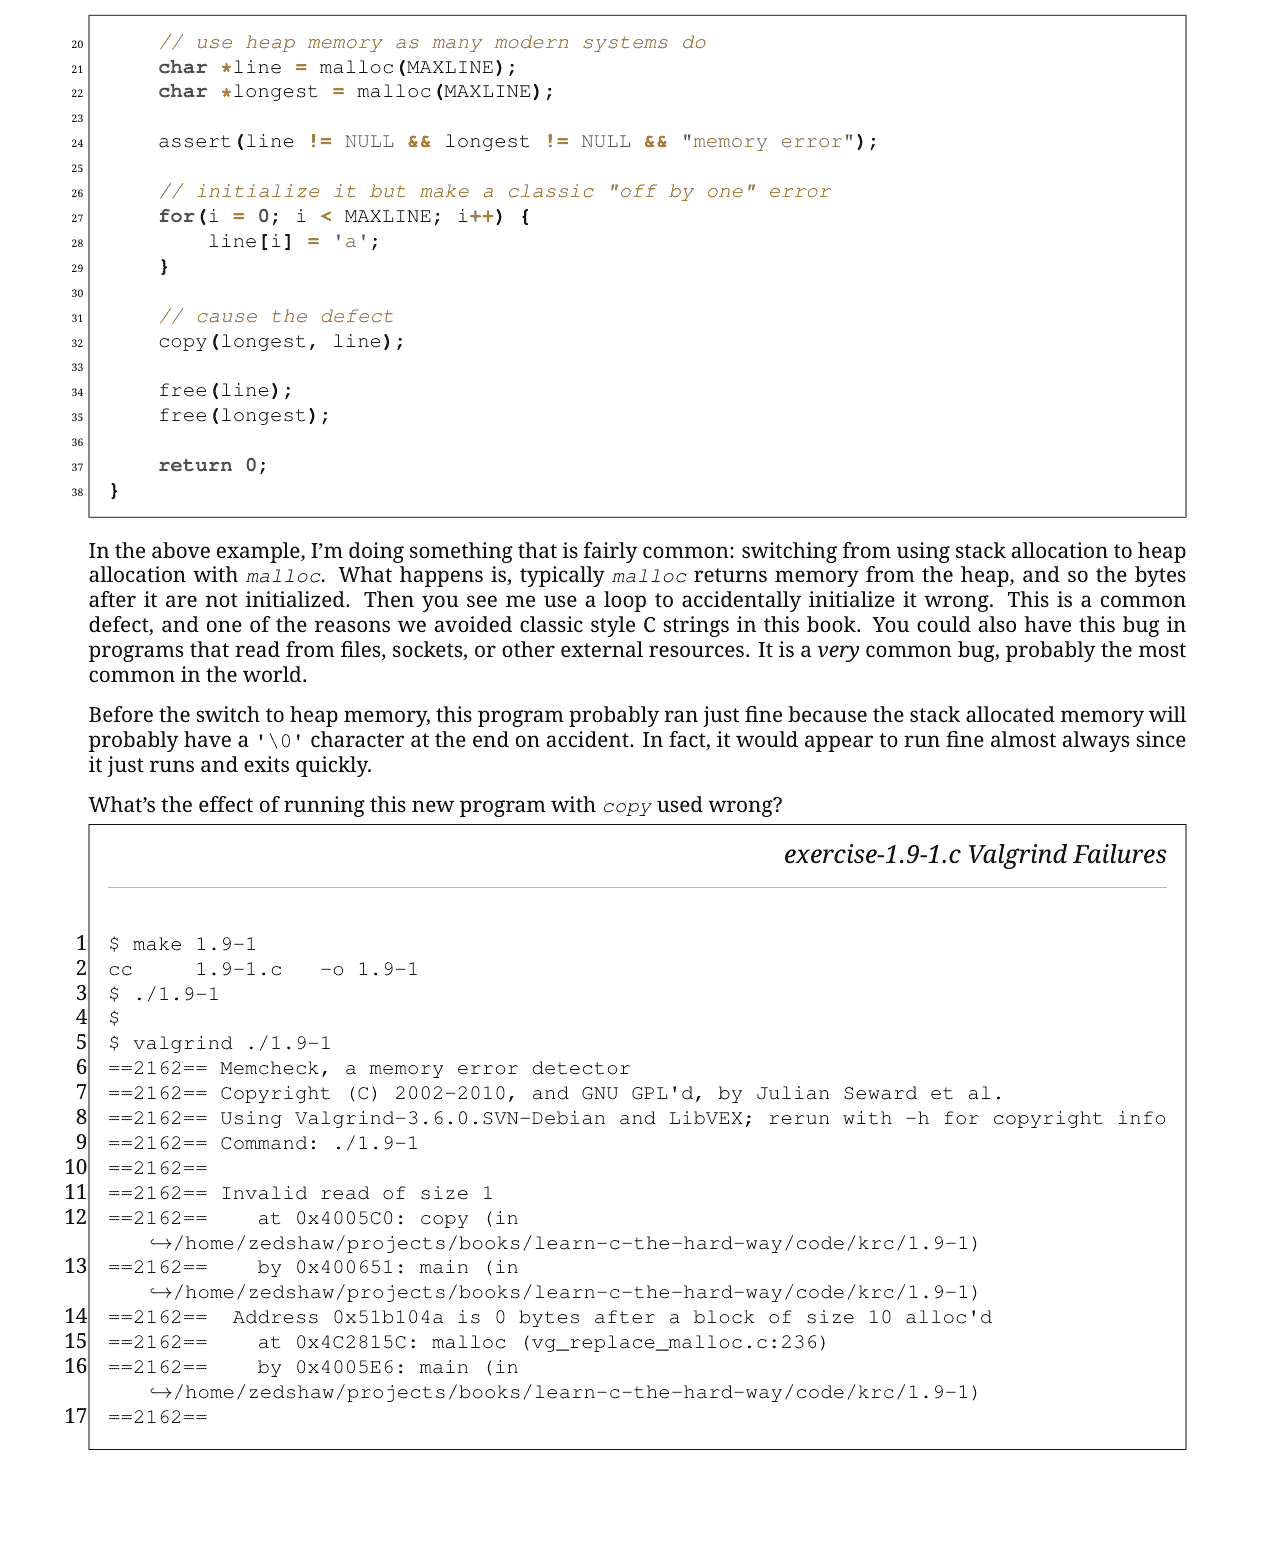 20 // use heap memory as many modern systems do
21 char *line = malloc(MAXLINE);
22 char *longest = malloc(MAXLINE);
23
24 assert(line != NULL && longest != NULL && "memory error");
25
26 // initialize it but make a classic "off by one" error
27 for(i = 0; i < MAXLINE; i++) {
28 line[i] = 'a';
29 }
30
31 // cause the defect
32 copy(longest, line);
33
34 free(line);
35 free(longest);
36
37 return 0;
38 }
In the above example, I'm doing something that is fairly common: switching from using stack allocation to heap
allocation with malloc. What happens is, typically malloc returns memory from the heap, and so the bytes
after it are not initialized. Then you see me use a loop to accidentally initialize it wrong. This is a common
defect, and one of the reasons we avoided classic style C strings in this book. You could also have this bug in
programs that read from files, sockets, or other external resources. It is a very common bug, probably the most
common in the world.
Before the switch to heap memory, this program probably ran just fine because the stack allocated memory will
probably have a '\0' character at the end on accident. In fact, it would appear to run fine almost always since
it just runs and exits quickly.
What's the effect of running this new program with copy used wrong?
exercise-1.9-1.c Valgrind Failures
1 $ make 1.9-1
2 cc     1.9-1.c   -o 1.9-1
3 $ ./1.9-1
4 $
5 $ valgrind ./1.9-1
6 ==2162== Memcheck, a memory error detector
7 ==2162== Copyright (C) 2002-2010, and GNU GPL'd, by Julian Seward et al.
8 ==2162== Using Valgrind-3.6.0.SVN-Debian and LibVEX; rerun with -h for copyright info
9 ==2162== Command: ./1.9-1
10 ==2162==
11 ==2162== Invalid read of size 1
12 ==2162==    at 0x4005C0: copy (in
↪/home/zedshaw/projects/books/learn-c-the-hard-way/code/krc/1.9-1)
13 ==2162==    by 0x400651: main (in
↪/home/zedshaw/projects/books/learn-c-the-hard-way/code/krc/1.9-1)
14 ==2162==  Address 0x51b104a is 0 bytes after a block of size 10 alloc'd
15 ==2162==    at 0x4C2815C: malloc (vg_replace_malloc.c:236)
16 ==2162==    by 0x4005E6: main (in
↪/home/zedshaw/projects/books/learn-c-the-hard-way/code/krc/1.9-1)
17 ==2162==